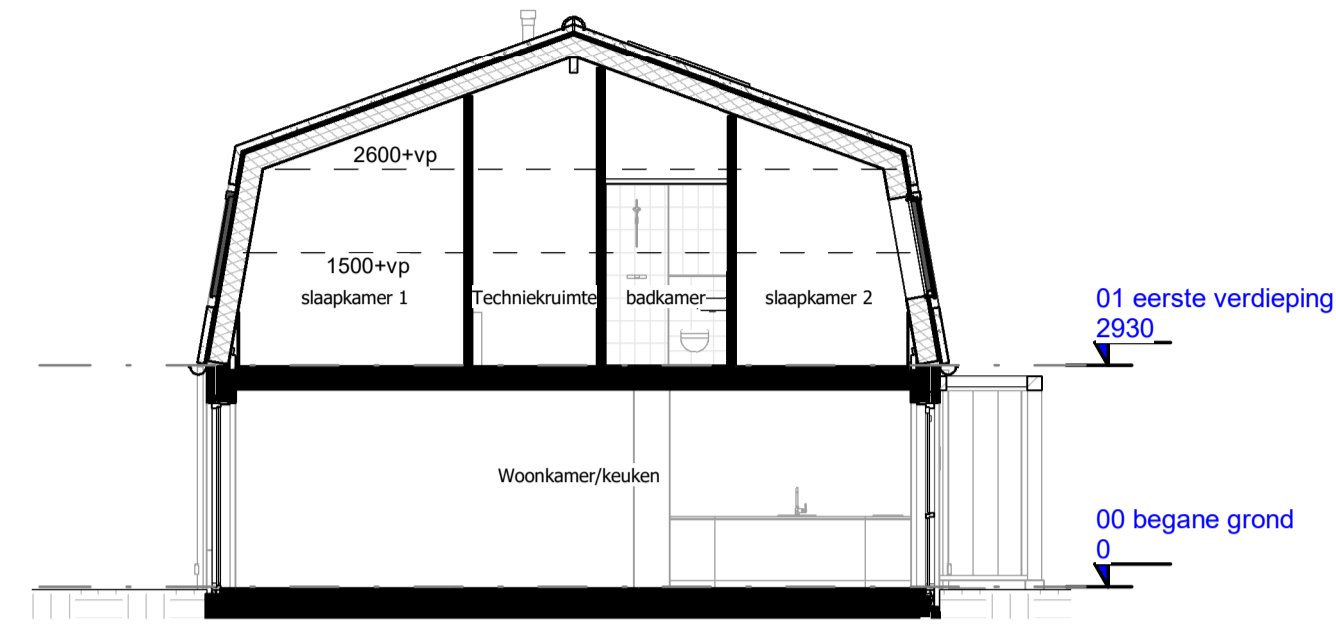 2600+vp
1500+vp
slaapkamer 1
Techniekruimte
badkamer
slaapkamer 2
01 eerste verdieping
2930
Woonkamer/keuken
00 begane grond
0